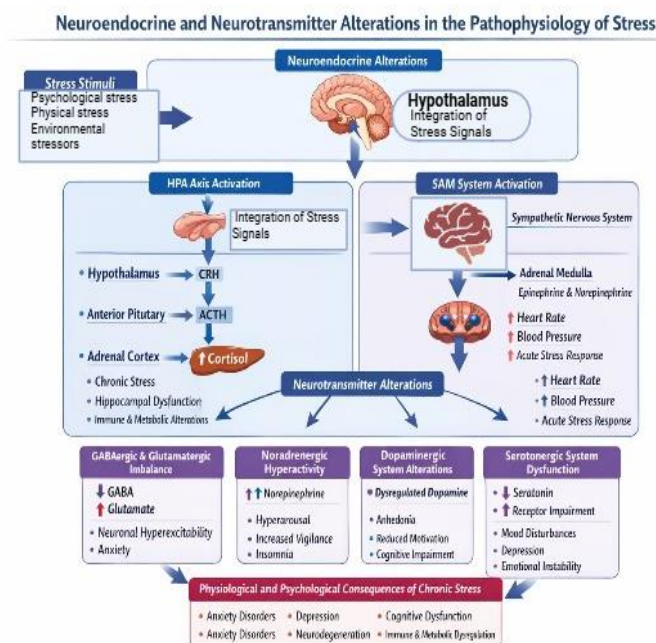 Neuroendocrine and Neurotransmitter Alterations in the Pathophysiology of Stress
Neuroendocrine Alterations
Stress Stimuli
Psychological stress
Physical stress
Environmental
stressors
Hypothalamus
Integration of
Stress Signals
HPA Axis Activation
Integration of Stress
Signals
• Hypothalamus
CRH
• Anterior Pitutary
ACTH
• Adrenal Cortex
↑ Cortisol
• Chronic Stress
• Hippocampal Dysfunction
• Immune & Metabolic Alterations
SAM System Activation
Sympathetic Nervous System
• Adrenal Medulla
Epinephrine & Norepinephrine
↑ Heart Rate
↑ Blood Pressure
↑ Acute Stress Response
• ↑ Heart Rate
• ↑ Blood Pressure
• Acute Stress Response
Neurotransmitter Alterations
GABAergic & Glutamatergic
Imbalance
↓ GABA
↑ Glutamate
• Neuronal Hyperexcitability
• Anxiety
Noradrenergic
Hyperactivity
↑↑ Norepinephrine
• Hyperarousal
• Increased Vigilance
• Insomnia
Dopaminergic
System Alterations
• Dysregulated Dopamine
• Anhedonia
• Reduced Motivation
• Cognitive Impairment
Serotonergic System
Dysfunction
• ↓ Seratonin
• ↑ Receptor Impairment
• Mood Disturbances
• Depression
• Emotional Instability
Physiological and Psychological Consequences of Chronic Stress
• Anxiety Disorders • Depression • Cognitive Dysfunction
• Anxiety Disorders • Neurodegeneration • Immune & Metabolic Dysregulation